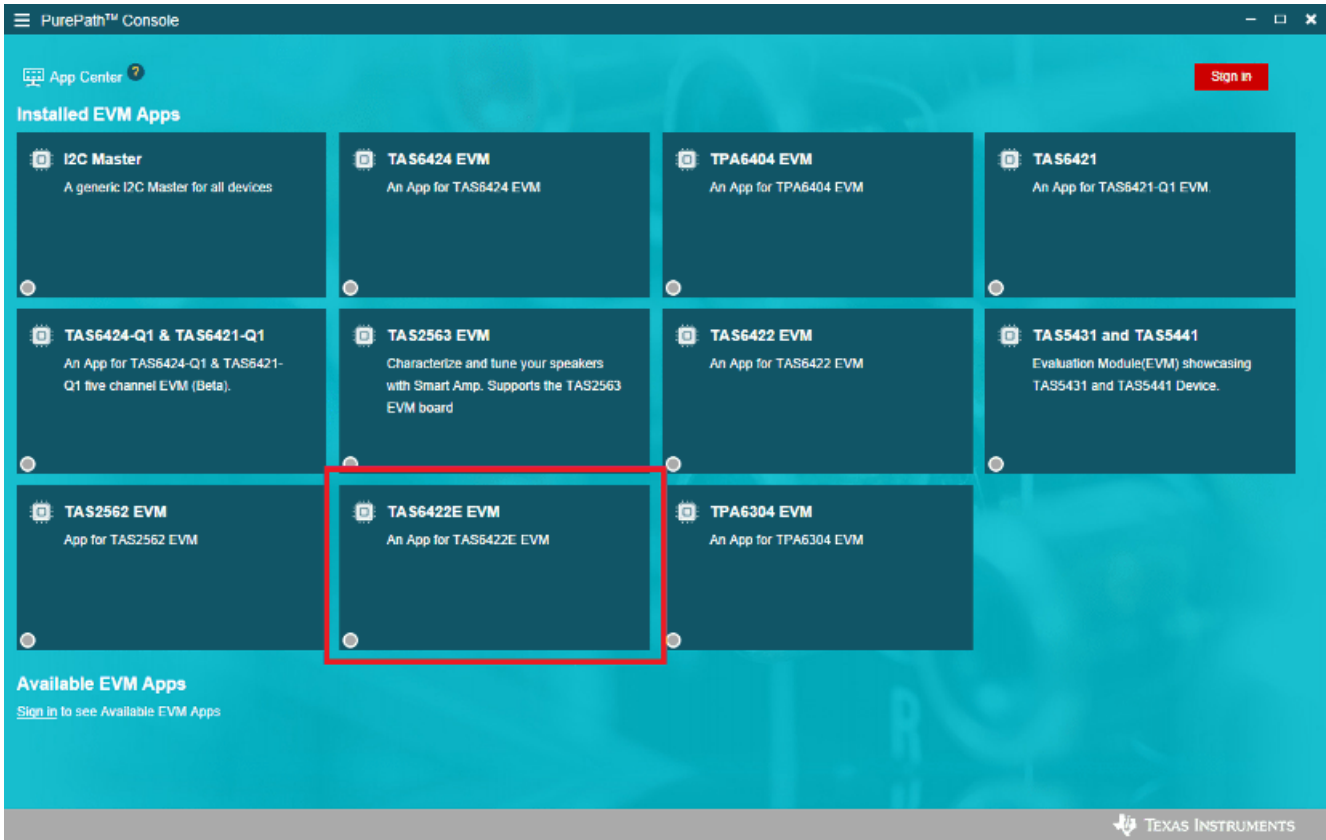 PurePath™ Console
App Center ?
Sign in
Installed EVM Apps
I2C Master
A generic I2C Master for all devices
TAS6424 EVM
An App for TAS6424 EVM
TPA6404 EVM
An App for TPA6404 EVM
TAS6421
An App for TAS6421-Q1 EVM.
TAS6424-Q1 & TAS6421-Q1
An App for TAS6424-Q1 & TAS6421-
Q1 five channel EVM (Beta).
TAS2563 EVM
Characterize and tune your speakers
with Smart Amp. Supports the TAS2563
EVM board
TAS6422 EVM
An App for TAS6422 EVM
TAS5431 and TAS5441
Evaluation Module(EVM) showcasing
TAS5431 and TAS5441 Device.
TAS2562 EVM
App for TAS2562 EVM
TAS6422E EVM
An App for TAS6422E EVM
TPA6304 EVM
An App for TPA6304 EVM
Available EVM Apps
Sign in to see Available EVM Apps
TEXAS INSTRUMENTS